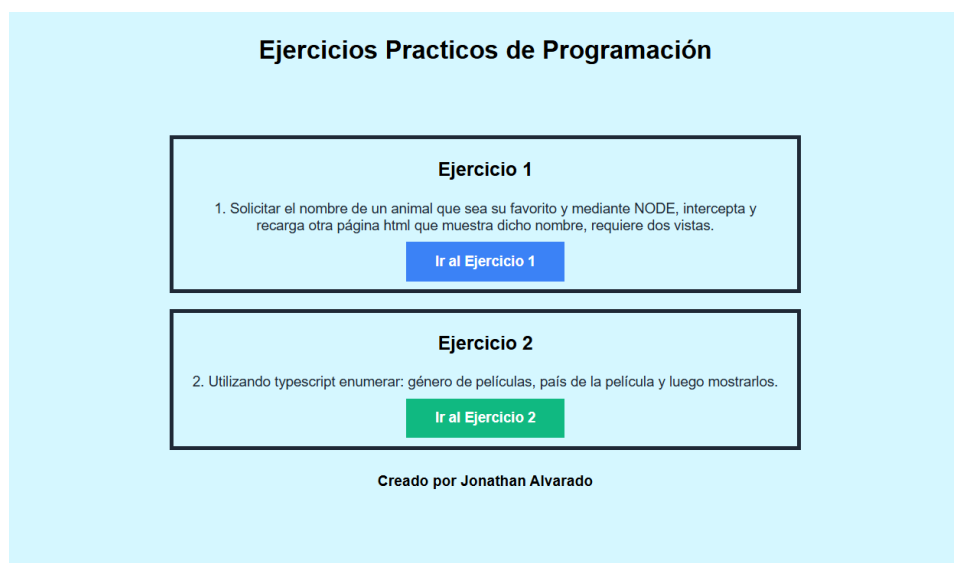 Ejercicios Practicos de Programación
Ejercicio 1
1. Solicitar el nombre de un animal que sea su favorito y mediante NODE, intercepta y
recarga otra página html que muestra dicho nombre, requiere dos vistas.
Ir al Ejercicio 1
Ejercicio 2
2. Utilizando typescript enumerar: género de películas, país de la película y luego mostrarlos.
Ir al Ejercicio 2
Creado por Jonathan Alvarado